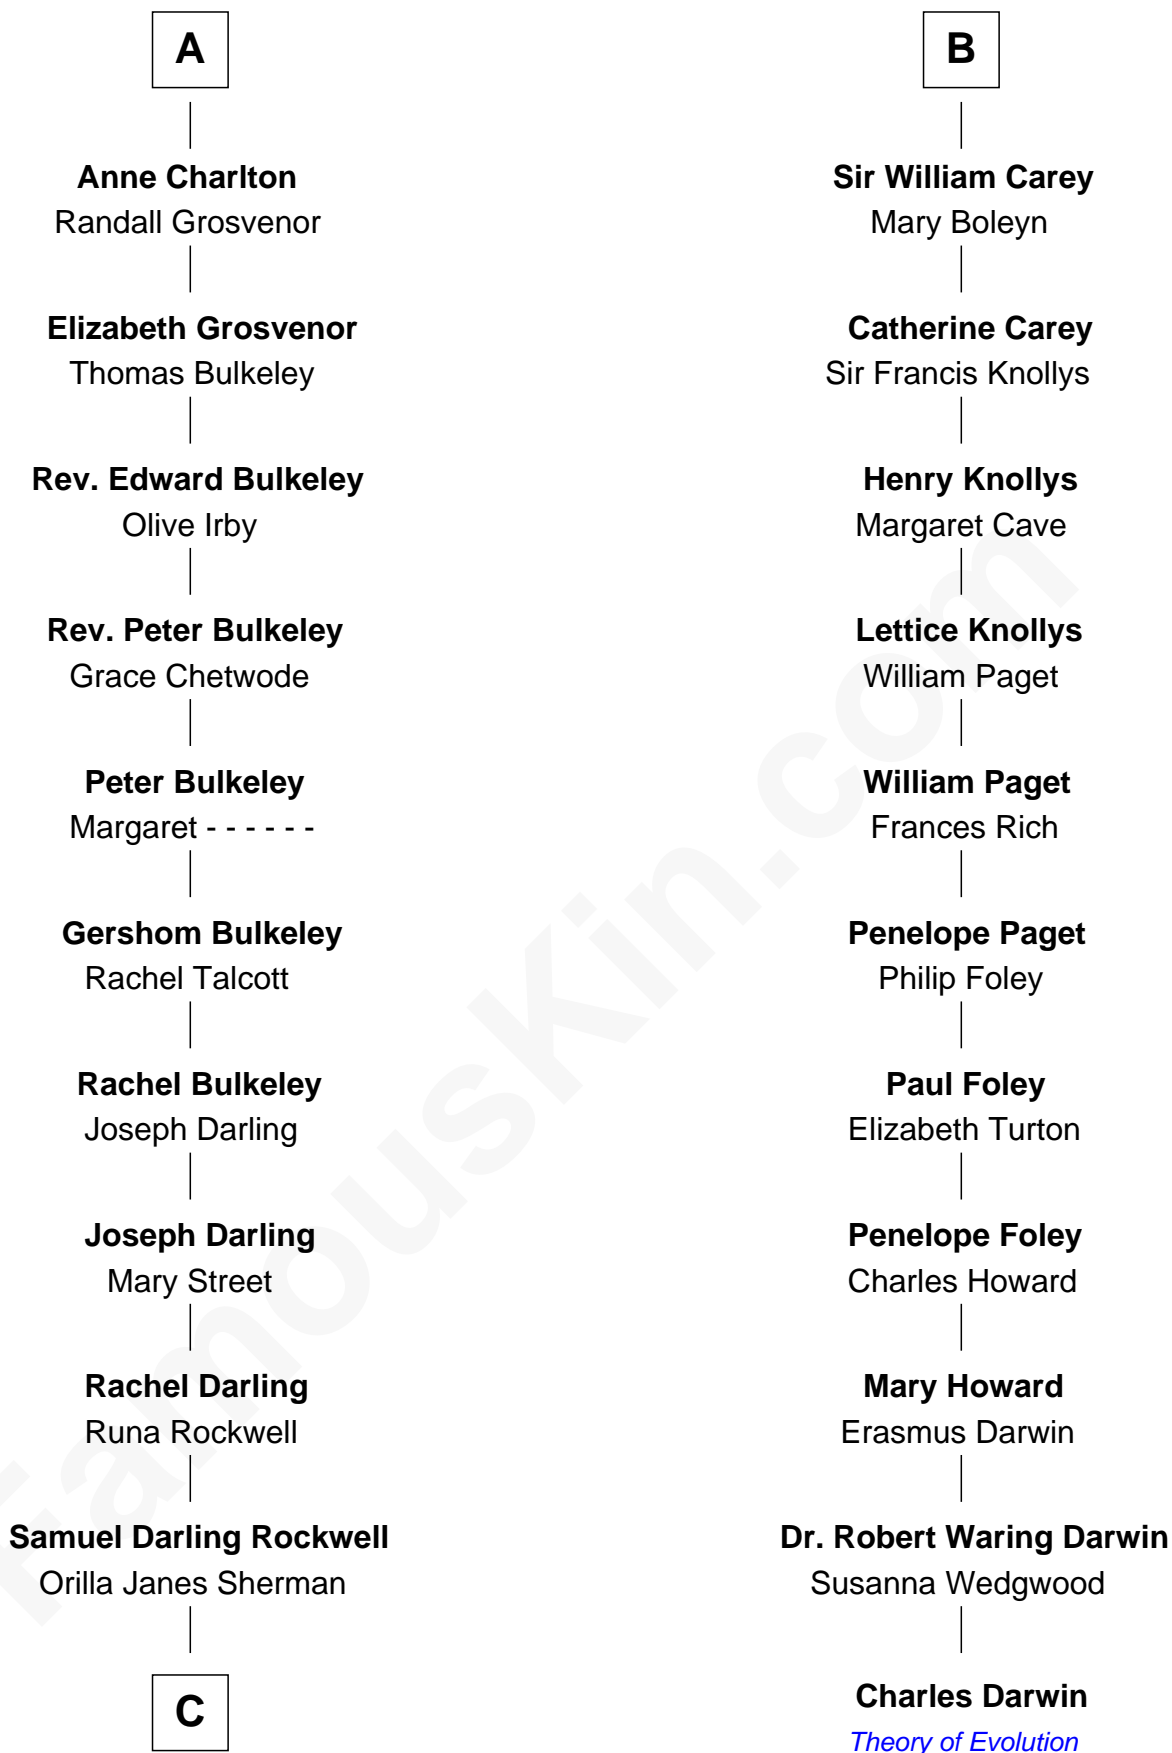 A
Anne Charlton
Randall Grosvenor
Elizabeth Grosvenor
Thomas Bulkeley
Rev. Edward Bulkeley
Olive Irby
Rev. Peter Bulkeley
Grace Chetwode
Peter Bulkeley
Margaret - - - - - -
Gershom Bulkeley
Rachel Talcott
Rachel Bulkeley
Joseph Darling
Joseph Darling
Mary Street
Rachel Darling
Runa Rockwell
Samuel Darling Rockwell
Orilla Janes Sherman
C
B
Sir William Carey
Mary Boleyn
Catherine Carey
Sir Francis Knollys
Henry Knollys
Margaret Cave
Lettice Knollys
William Paget
William Paget
Frances Rich
Penelope Paget
Philip Foley
Paul Foley
Elizabeth Turton
Penelope Foley
Charles Howard
Mary Howard
Erasmus Darwin
Dr. Robert Waring Darwin
Susanna Wedgwood
Charles Darwin
Theory of Evolution
FamousKin.com